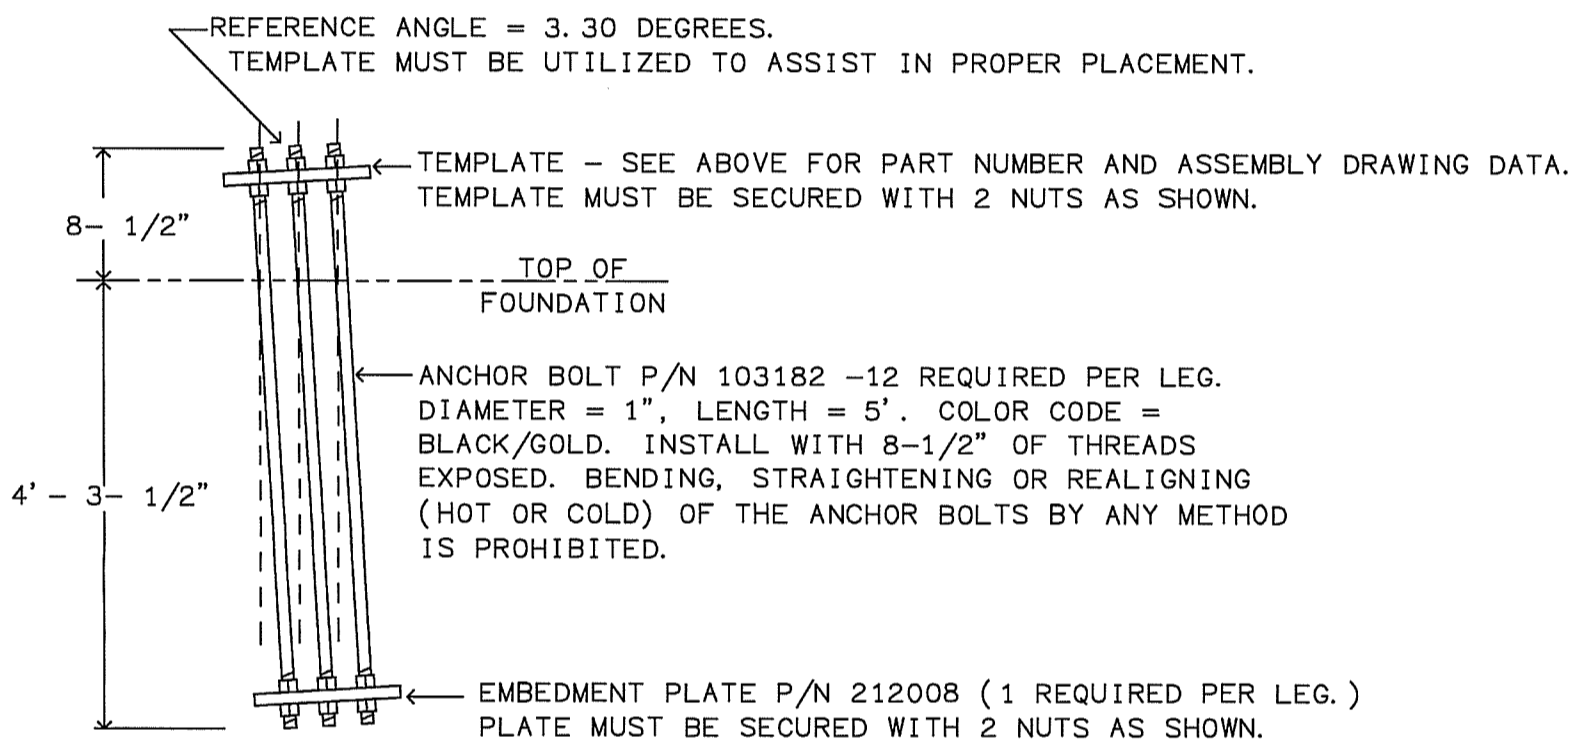 REFERENCE ANGLE = 3.30 DEGREES.
TEMPLATE MUST BE UTILIZED TO ASSIST IN PROPER PLACEMENT.
TEMPLATE - SEE ABOVE FOR PART NUMBER AND ASSEMBLY DRAWING DATA.
TEMPLATE MUST BE SECURED WITH 2 NUTS AS SHOWN.
8- 1/2"
TOP OF
FOUNDATION
ANCHOR BOLT P/N 103182 -12 REQUIRED PER LEG.
DIAMETER = 1", LENGTH = 5'. COLOR CODE =
BLACK/GOLD. INSTALL WITH 8-1/2" OF THREADS
EXPOSED. BENDING, STRAIGHTENING OR REALIGNING
(HOT OR COLD) OF THE ANCHOR BOLTS BY ANY METHOD
IS PROHIBITED.
4' - 3- 1/2"
EMBEDMENT PLATE P/N 212008 (1 REQUIRED PER LEG.)
PLATE MUST BE SECURED WITH 2 NUTS AS SHOWN.